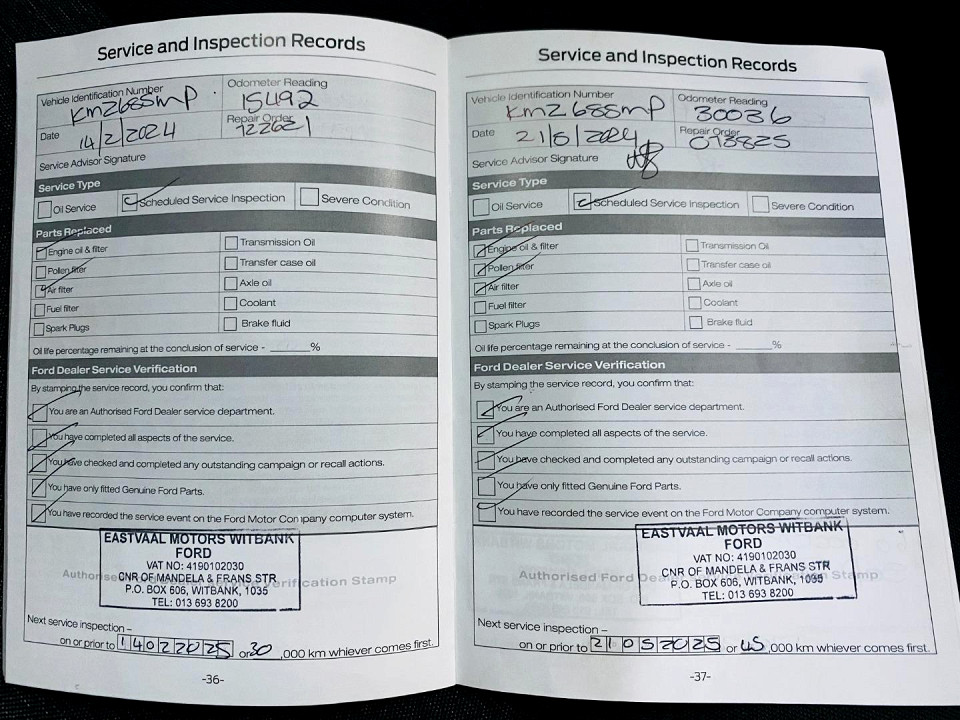 Service and Inspection Records
Vehicle Identification Number
KMZ685MP
Odometer Reading
15492
Date 14/2/2024
Repair Order
722621
Service Advisor Signature
Service Type
Oil Service Scheduled Service Inspection Severe Condition
Parts Replaced
Engine oil & filter Transmission Oil
Pollen filter Transfer case oil
Air filter Axle oil
Fuel filter Coolant
Spark Plugs Brake fluid
Oil life percentage remaining at the conclusion of service - ______%
Ford Dealer Service Verification
By stamping the service record, you confirm that:
You are an Authorised Ford Dealer service department.
You have completed all aspects of the service.
You have checked and completed any outstanding campaign or recall actions.
You have only fitted Genuine Ford Parts.
You have recorded the service event on the Ford Motor Company computer system.
EASTVAAL MOTORS WITBANK
FORD
VAT NO: 4190102030
CNR OF MANDELA & FRANS STR
P.O. BOX 606, WITBANK, 1035
TEL: 013 693 8200
Next service inspection –
on or prior to 14022025 or 30 ,000 km whiever comes first.
-36-
Service and Inspection Records
Vehicle Identification Number
KMZ688MP
Odometer Reading
30036
Date 21/5/2024
Repair Order
073825
Service Advisor Signature
Service Type
Oil Service Scheduled Service Inspection Severe Condition
Parts Replaced
Engine oil & filter Transmission Oil
Pollen filter Transfer case oil
Air filter Axle oil
Fuel filter Coolant
Spark Plugs Brake fluid
Oil life percentage remaining at the conclusion of service - ______%
Ford Dealer Service Verification
By stamping the service record, you confirm that:
You are an Authorised Ford Dealer service department.
You have completed all aspects of the service.
You have checked and completed any outstanding campaign or recall actions.
You have only fitted Genuine Ford Parts.
You have recorded the service event on the Ford Motor Company computer system.
EASTVAAL MOTORS WITBANK
FORD
VAT NO: 4190102030
CNR OF MANDELA & FRANS STR
P.O. BOX 606, WITBANK, 1035
TEL: 013 693 8200
Authorised Ford Dealer Stamp
Next service inspection –
on or prior to 21052025 or 45 ,000 km whiever comes first.
-37-